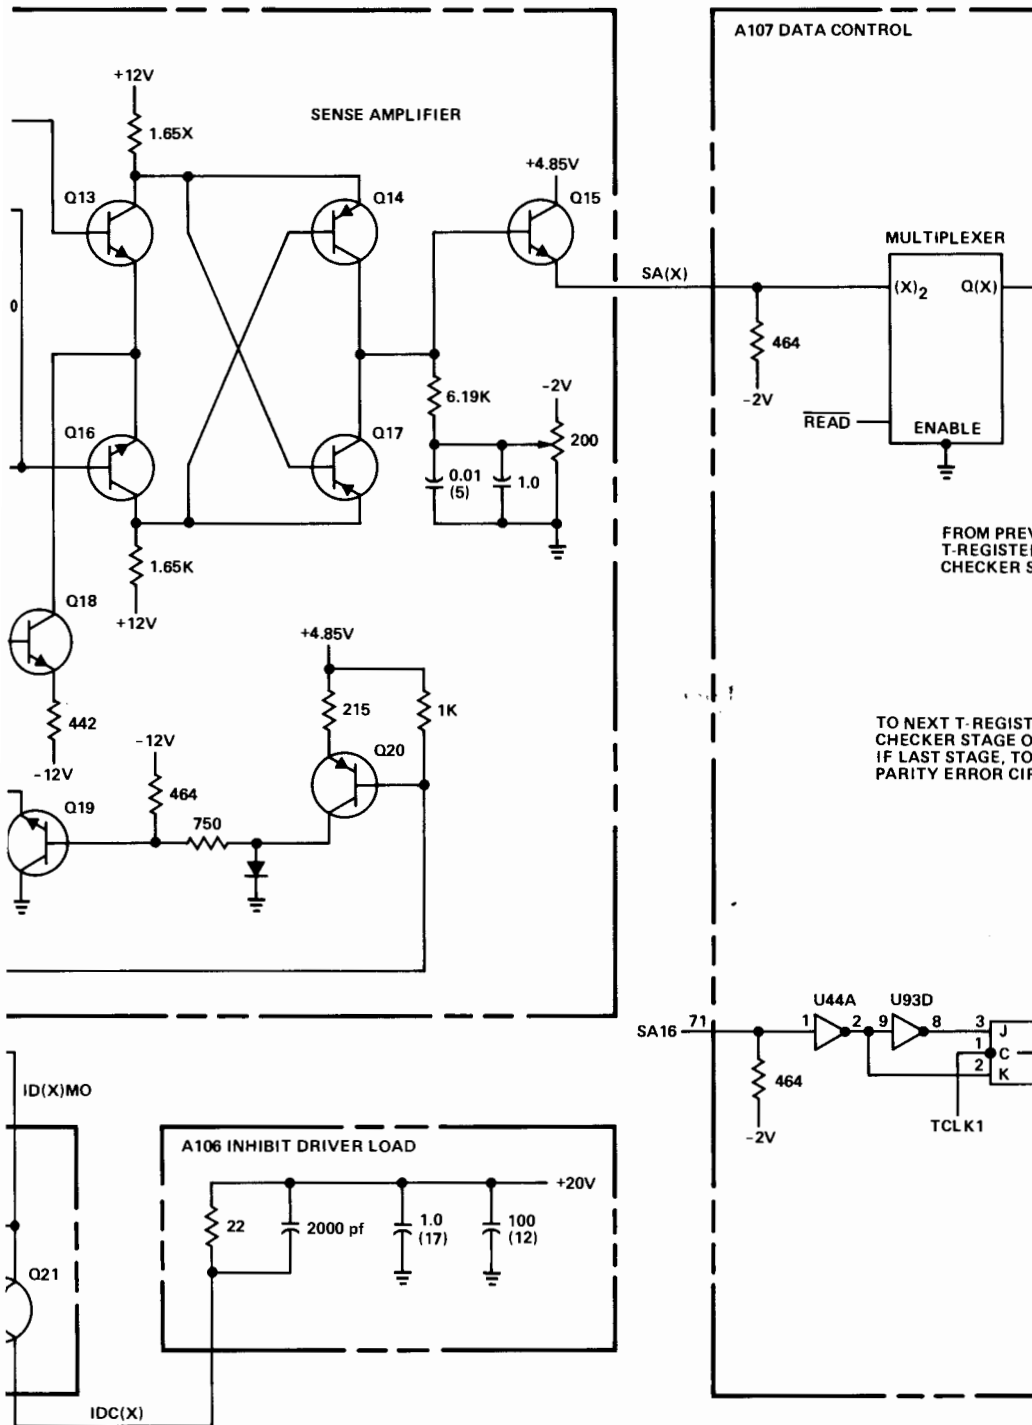 A107 DATA CONTROL
+12V
SENSE AMPLIFIER
1.65X
+4.85V
Q13
Q14
Q15
MULTIPLEXER
SA(X)
(X)2 Q(X)
0
464
6.19K
-2V
-2V
READ
Q16
Q17
200
ENABLE
0.01
(5)
1.0
FROM PREV
T-REGISTE
CHECKER S
1.65K
Q18
+12V
+4.85V
442
215
1K
-12V
Q20
-12V
TO NEXT T-REGIST
CHECKER STAGE O
IF LAST STAGE, TO
PARITY ERROR CIF
Q19
464
750
U44A U93D
SA16 71
1 2 9 8 3 J
1 C
2 K
464
-2V
TCLK1
ID(X)MO
A106 INHIBIT DRIVER LOAD
+20V
22
2000 pf
1.0
(17)
100
(12)
Q21
IDC(X)